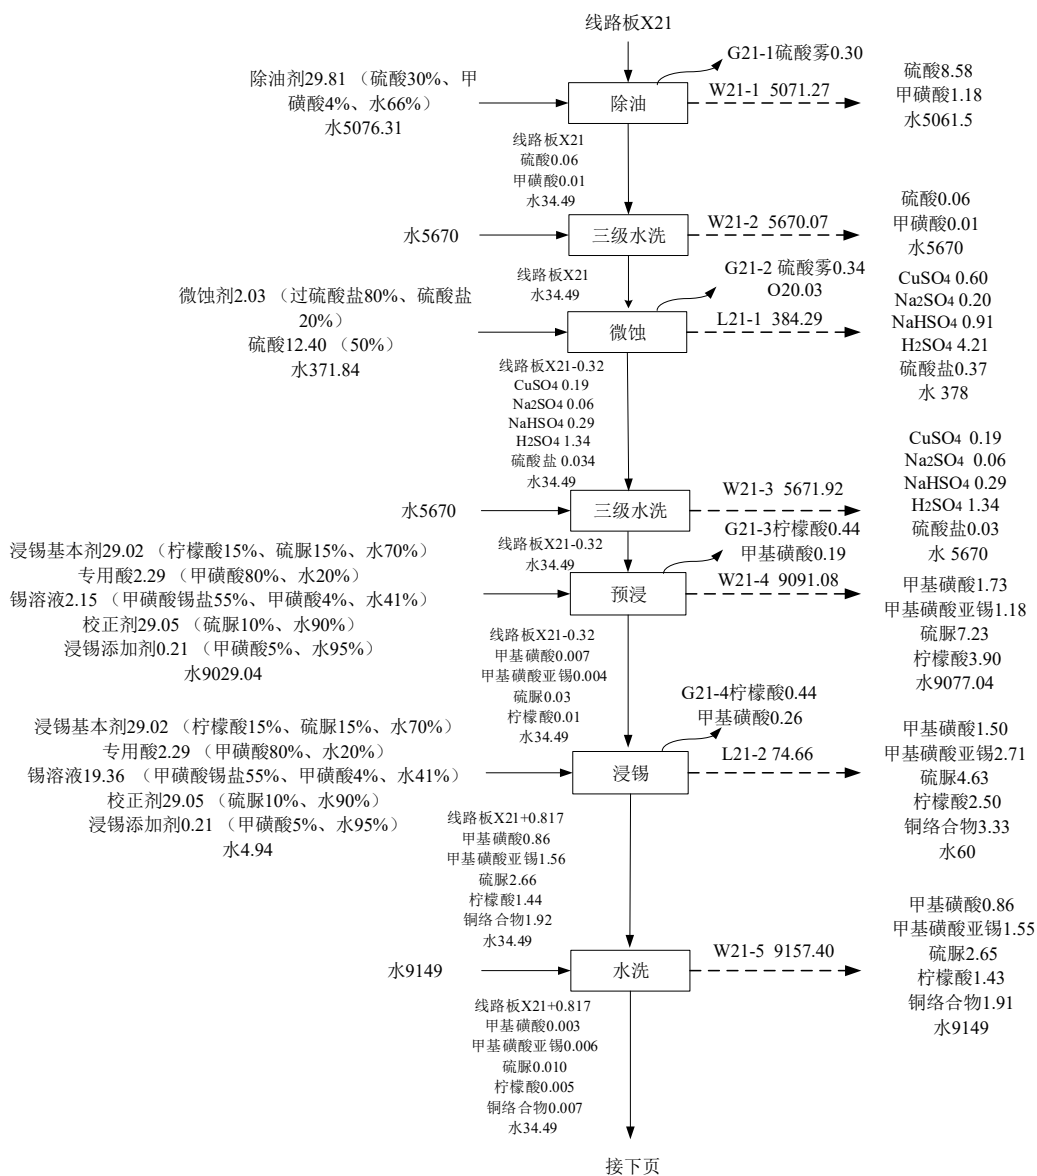 线路板X21
G21-1硫酸雾0.30
除油剂29.81 （硫酸30%、甲
磺酸4%、水66%）
水5076.31
除油
W21-1 5071.27
硫酸8.58
甲磺酸1.18
水5061.5
线路板X21
硫酸0.06
甲磺酸0.01
水34.49
水5670
三级水洗
W21-2 5670.07
硫酸0.06
甲磺酸0.01
水5670
线路板X21
水34.49
G21-2 硫酸雾0.34
O20.03
微蚀剂2.03 （过硫酸盐80%、硫酸盐
20%）
硫酸12.40 （50%）
水371.84
微蚀
L21-1 384.29
CuSO4 0.60
Na2SO4 0.20
NaHSO4 0.91
H2SO4 4.21
硫酸盐0.37
水 378
线路板X21-0.32
CuSO4 0.19
Na2SO4 0.06
NaHSO4 0.29
H2SO4 1.34
硫酸盐 0.034
水34.49
水5670
三级水洗
W21-3 5671.92
CuSO4 0.19
Na2SO4 0.06
NaHSO4 0.29
H2SO4 1.34
硫酸盐0.03
水 5670
线路板X21-0.32
水34.49
G21-3柠檬酸0.44
甲基磺酸0.19
浸锡基本剂29.02 （柠檬酸15%、硫脲15%、水70%）
专用酸2.29 （甲磺酸80%、水20%）
锡溶液2.15 （甲磺酸锡盐55%、甲磺酸4%、水41%）
校正剂29.05 （硫脲10%、水90%）
浸锡添加剂0.21 （甲磺酸5%、水95%）
水9029.04
预浸
W21-4 9091.08
甲基磺酸1.73
甲基磺酸亚锡1.18
硫脲7.23
柠檬酸3.90
水9077.04
线路板X21-0.32
甲基磺酸0.007
甲基磺酸亚锡0.004
硫脲0.03
柠檬酸0.01
水34.49
G21-4柠檬酸0.44
甲基磺酸0.26
浸锡基本剂29.02 （柠檬酸15%、硫脲15%、水70%）
专用酸2.29 （甲磺酸80%、水20%）
锡溶液19.36 （甲磺酸锡盐55%、甲磺酸4%、水41%）
校正剂29.05 （硫脲10%、水90%）
浸锡添加剂0.21 （甲磺酸5%、水95%）
水4.94
浸锡
L21-2 74.66
甲基磺酸1.50
甲基磺酸亚锡2.71
硫脲4.63
柠檬酸2.50
铜络合物3.33
水60
线路板X21+0.817
甲基磺酸0.86
甲基磺酸亚锡1.56
硫脲2.66
柠檬酸1.44
铜络合物1.92
水34.49
水9149
水洗
W21-5 9157.40
甲基磺酸0.86
甲基磺酸亚锡1.55
硫脲2.65
柠檬酸1.43
铜络合物1.91
水9149
线路板X21+0.817
甲基磺酸0.003
甲基磺酸亚锡0.006
硫脲0.010
柠檬酸0.005
铜络合物0.007
水34.49
接下页